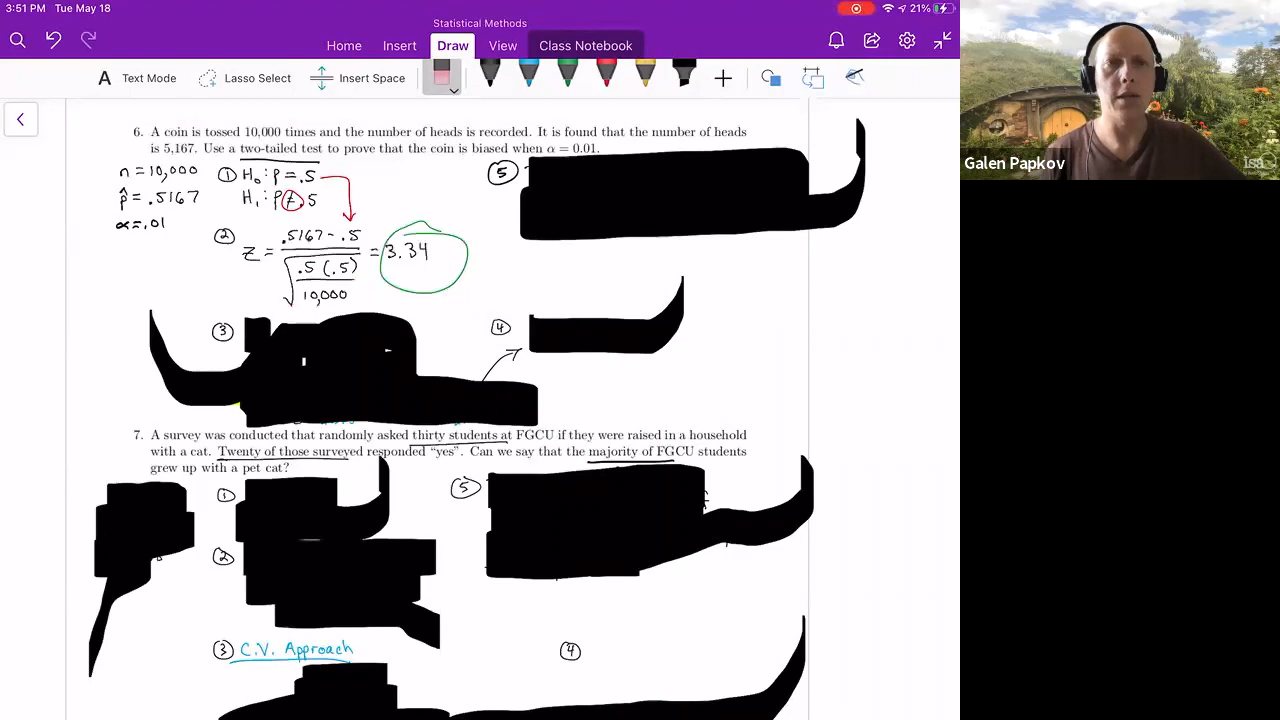 3:51 PM Tue May 18
21%
Statistical Methods
Home Insert Draw View Class Notebook
Text Mode Lasso Select Insert Space
6. A coin is tossed 10,000 times and the number of heads is recorded. It is found that the number of heads
is 5,167. Use a two-tailed test to prove that the coin is biased when α = 0.01.
n = 10,000
p̂ = .5167
α = .01
① H₀: p = .5
H₁: p ≠ .5
② Z = .5167 - .5 = 3.34
√ .5(.5)
10,000
③
④
⑤
7. A survey was conducted that randomly asked thirty students at FGCU if they were raised in a household
with a cat. Twenty of those surveyed responded “yes”. Can we say that the majority of FGCU students
grew up with a pet cat?
①
②
③ C.V. Approach
④
⑤
Galen Papkov